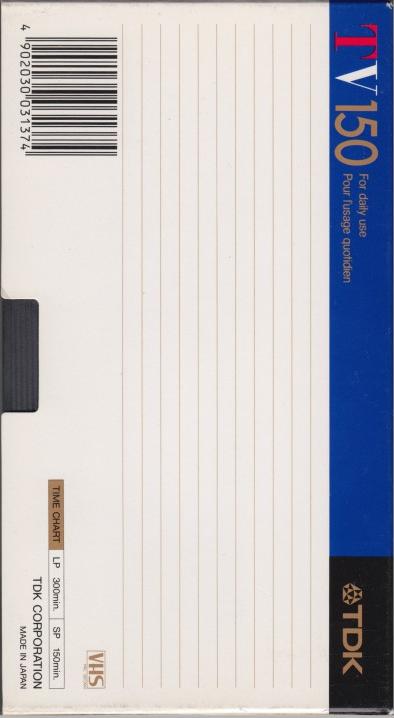 TV150
For daily use
Pour l'usage quotidien
TDK
VHS
TIME CHART LP 300min. SP 150min.
TDK CORPORATION
MADE IN JAPAN
4 902030 031374